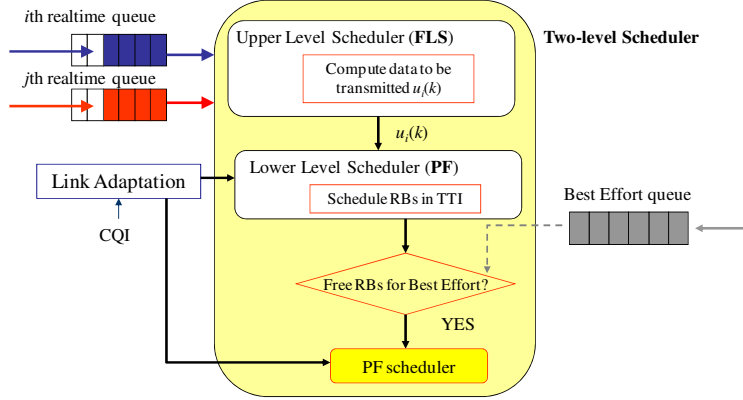 ith realtime queue
Upper Level Scheduler (FLS)
Two-level Scheduler
Compute data to be
transmitted ui(k)
jth realtime queue
ui(k)
Lower Level Scheduler (PF)
Link Adaptation
Schedule RBs in TTI
Best Effort queue
CQI
Free RBs for Best Effort?
YES
PF scheduler